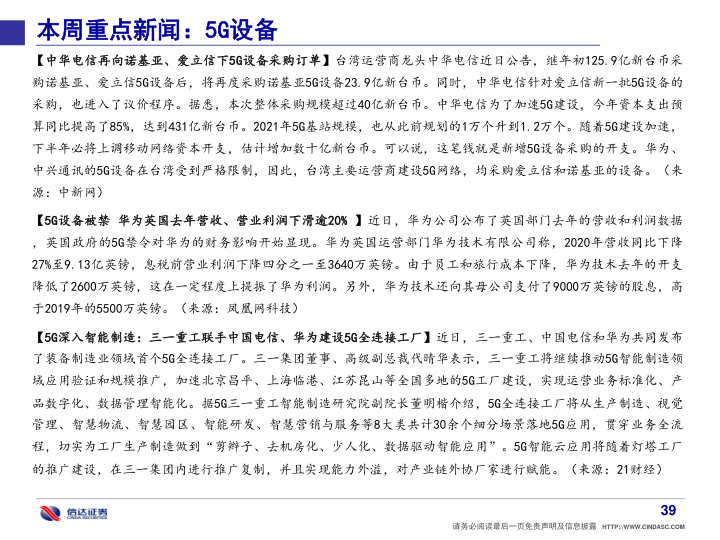 本周重点新闻：5G设备
【中华电信再向诺基亚、爱立信下5G设备采购订单】台湾运营商龙头中华电信近日公告，继年初125.9亿新台币采
购诺基亚、爱立信5G设备后，将再度采购诺基亚5G设备23.9亿新台币。同时，中华电信针对爱立信新一批5G设备的
采购，也进入了议价程序。据悉，本次整体采购规模超过40亿新台币。中华电信为了加速5G建设，今年资本支出预
算同比提高了85%，达到431亿新台币。2021年5G基站规模，也从此前规划的1万个升到1.2万个。随着5G建设加速，
下半年必将上调移动网络资本开支，估计增加数十亿新台币。可以说，这笔钱就是新增5G设备采购的开支。华为、
中兴通讯的5G设备在台湾受到严格限制，因此，台湾主要运营商建设5G网络，均采购爱立信和诺基亚的设备。（来
源：中新网）
【5G设备被禁 华为英国去年营收、营业利润下滑逾20% 】近日，华为公司公布了英国部门去年的营收和利润数据
，英国政府的5G禁令对华为的财务影响开始显现。华为英国运营部门华为技术有限公司称，2020年营收同比下降
27%至9.13亿英镑，息税前营业利润下降四分之一至3640万英镑。由于员工和旅行成本下降，华为技术去年的开支
降低了2600万英镑，这在一定程度上提振了华为利润。另外，华为技术还向其母公司支付了9000万英镑的股息，高
于2019年的5500万英镑。（来源：凤凰网科技）
【5G深入智能制造：三一重工联手中国电信、华为建设5G全连接工厂】近日，三一重工、中国电信和华为共同发布
了装备制造业领域首个5G全连接工厂。三一集团董事、高级副总裁代晴华表示，三一重工将继续推动5G智能制造领
域应用验证和规模推广，加速北京昌平、上海临港、江苏昆山等全国多地的5G工厂建设，实现运营业务标准化、产
品数字化、数据管理智能化。据5G三一重工智能制造研究院副院长董明楷介绍，5G全连接工厂将从生产制造、视觉
管理、智慧物流、智慧园区、智能研发、智慧营销与服务等8大类共计30余个细分场景落地5G应用，贯穿业务全流
程，切实为工厂生产制造做到“剪辫子、去机房化、少人化、数据驱动智能应用”。5G智能云应用将随着灯塔工厂
的推广建设，在三一集团内进行推广复制，并且实现能力外溢，对产业链外协厂家进行赋能。（来源：21财经）
信达证券
CINDA SECURITIES
39
请务必阅读最后一页免责声明及信息披露 HTTP://WWW.CINDASC.COM